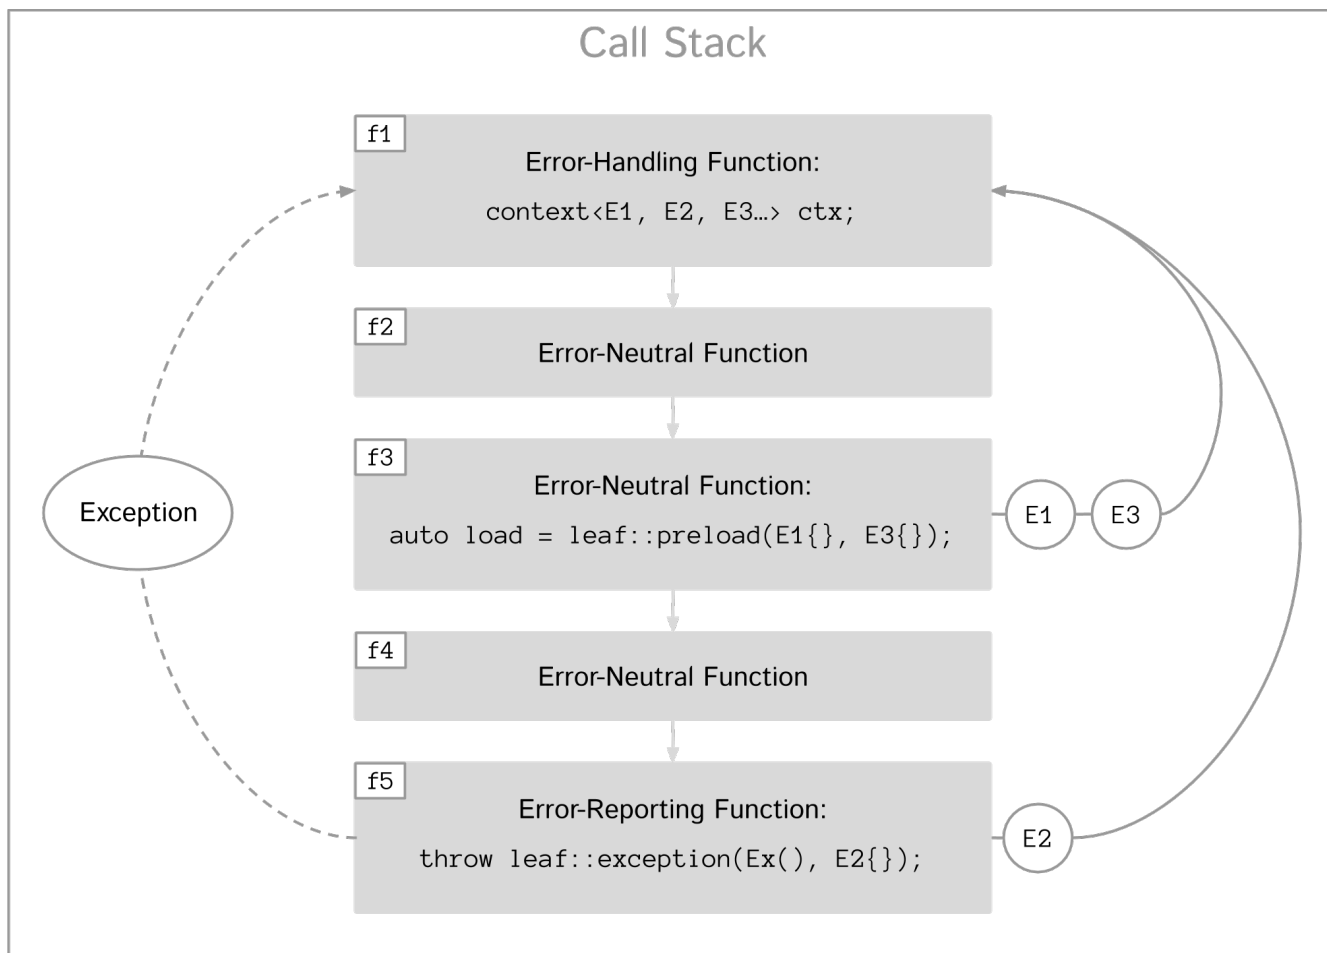 Call Stack
f1
Error-Handling Function:
context<E1, E2, E3…> ctx;
f2
Error-Neutral Function
f3
Error-Neutral Function:
auto load = leaf::preload(E1{}, E3{});
E1
E3
Exception
f4
Error-Neutral Function
f5
Error-Reporting Function:
throw leaf::exception(Ex(), E2{});
E2